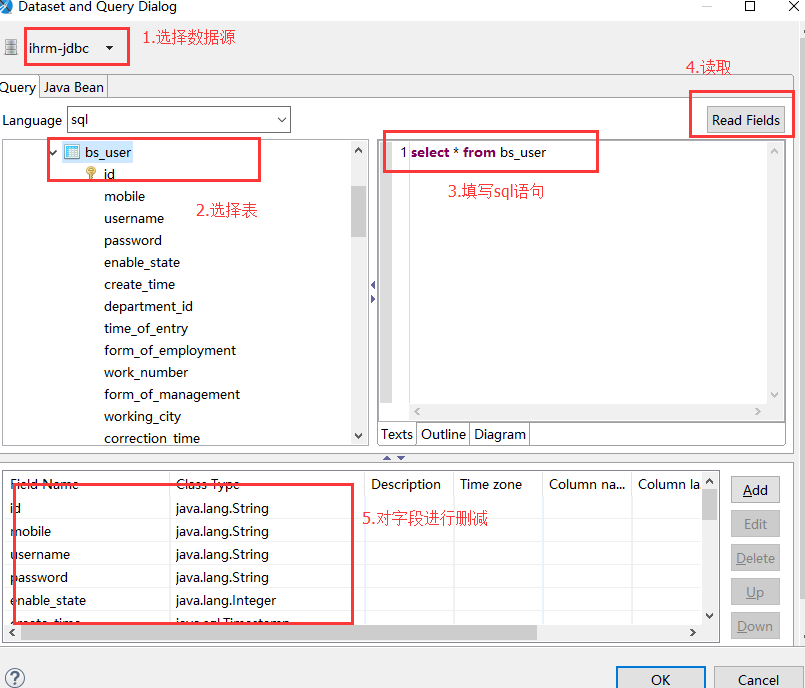 Dataset and Query Dialog
ihrm-jdbc
1.选择数据源
Query Java Bean
4.读取
Language sql
Read Fields
bs_user
id
mobile
username
password
enable_state
create_time
department_id
time_of_entry
form_of_employment
work_number
form_of_management
working_city
correction_time
2.选择表
1 select * from bs_user
3.填写sql语句
Texts Outline Diagram
Field Name Class Type Description Time zone Column na... Column la
id java.lang.String
mobile java.lang.String
username java.lang.String
password java.lang.String
enable_state java.lang.Integer
create_time java.sql.Timestamp
5.对字段进行删减
Add
Edit
Delete
Up
Down
?
OK Cancel